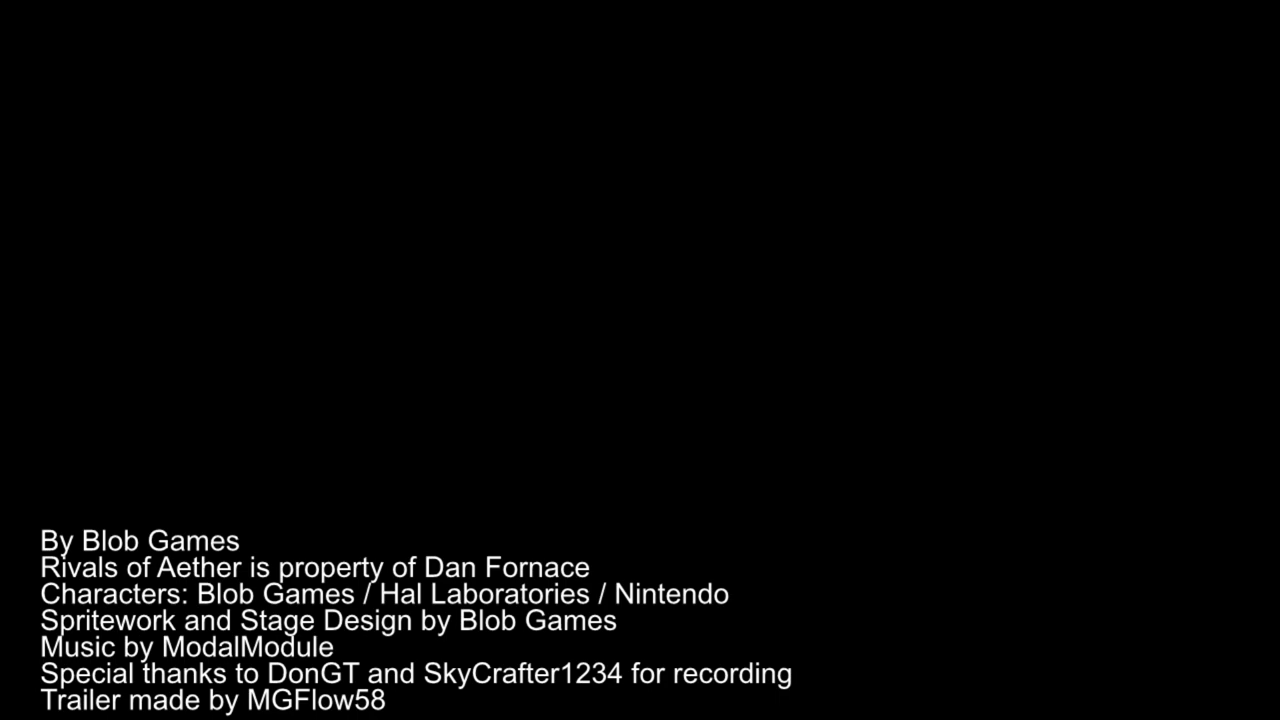 By Blob Games
Rivals of Aether is property of Dan Fornace
Characters: Blob Games / Hal Laboratories / Nintendo
Spritework and Stage Design by Blob Games
Music by ModalModule
Special thanks to DonGT and SkyCrafter1234 for recording
Trailer made by MGFlow58